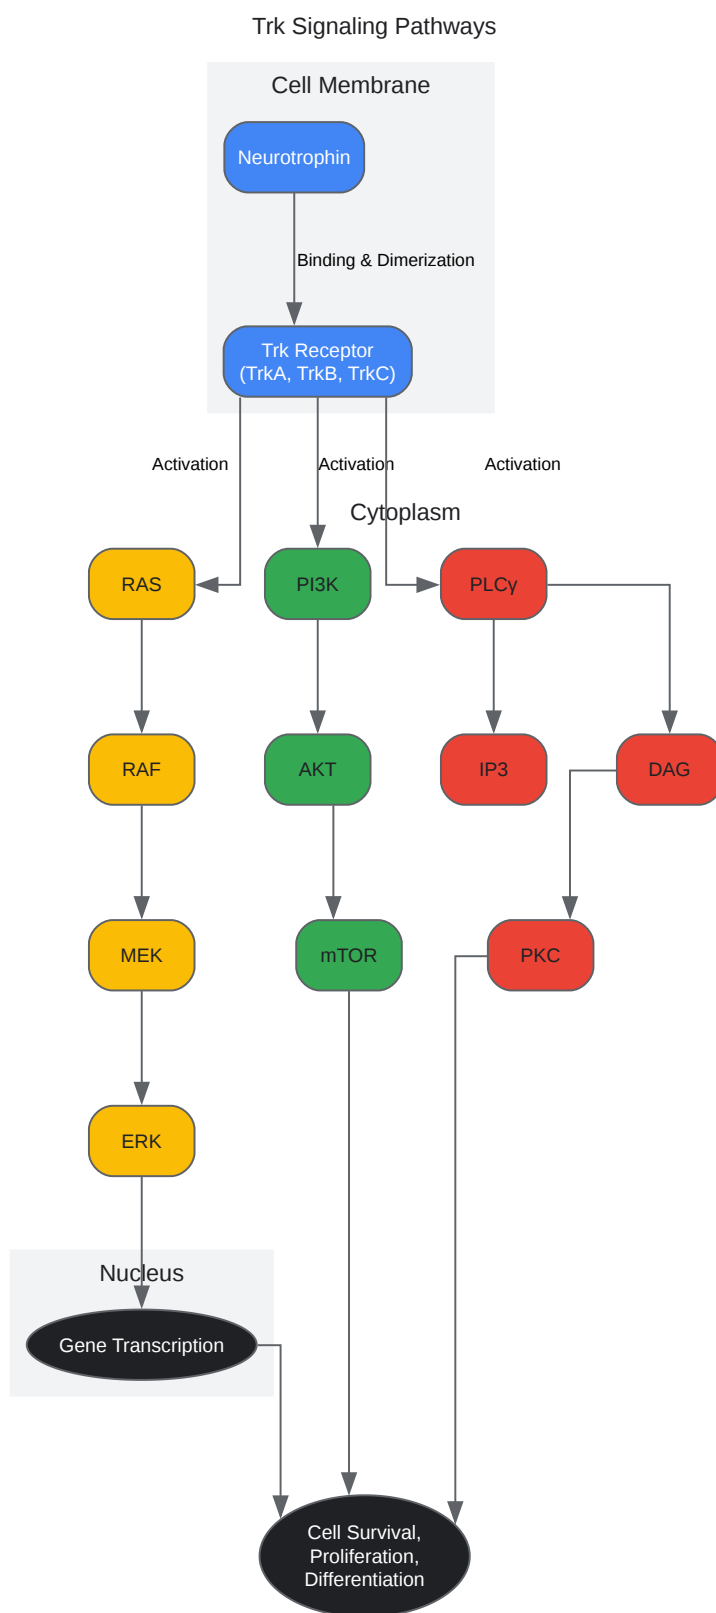 Trk Signaling Pathways
Cell Membrane
Neurotrophin
Binding & Dimerization
Trk Receptor
(TrkA, TrkB, TrkC)
Activation
Activation
Activation
Cytoplasm
RAS
PI3K
PLCγ
RAF
AKT
IP3
DAG
MEK
mTOR
PKC
ERK
Nucleus
Gene Transcription
Cell Survival,
Proliferation,
Differentiation